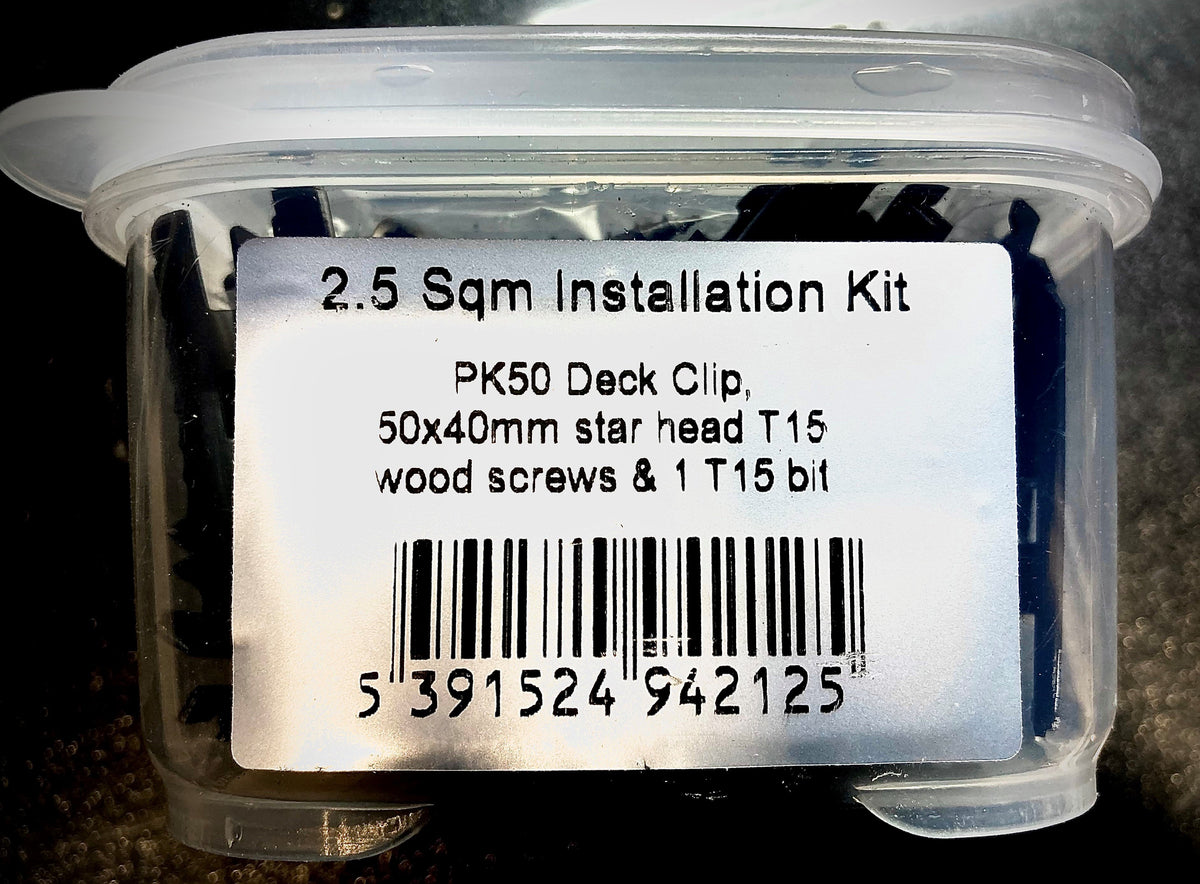 2.5 Sqm Installation Kit
PK50 Deck Clip,
50x40mm star head T15
wood screws & 1 T15 bit
5 391524 942125